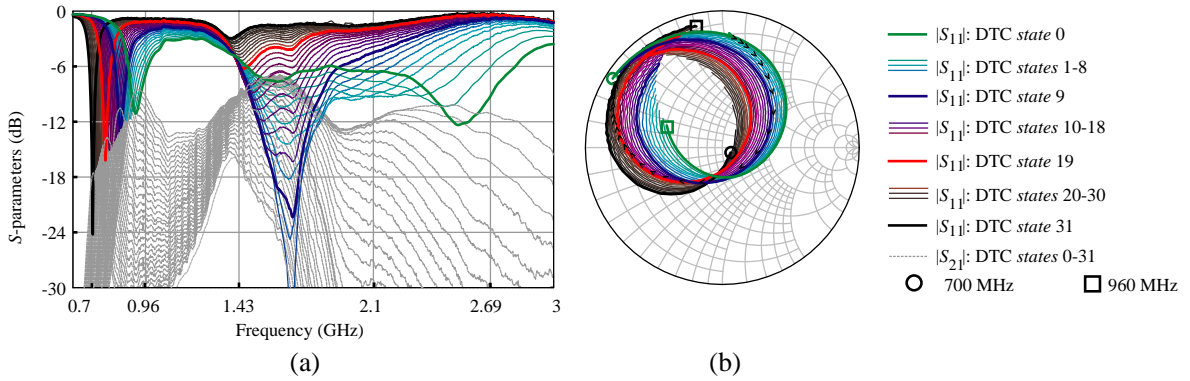 0
-6
-12
-18
-24
-30
S-parameters (dB)
0.7 0.96 1.43 2.1 2.69 3
Frequency (GHz)
(a)
(b)
|S11|: DTC state 0
|S11|: DTC states 1-8
|S11|: DTC state 9
|S11|: DTC states 10-18
|S11|: DTC state 19
|S11|: DTC states 20-30
|S11|: DTC state 31
|S21|: DTC states 0-31
700 MHz 960 MHz